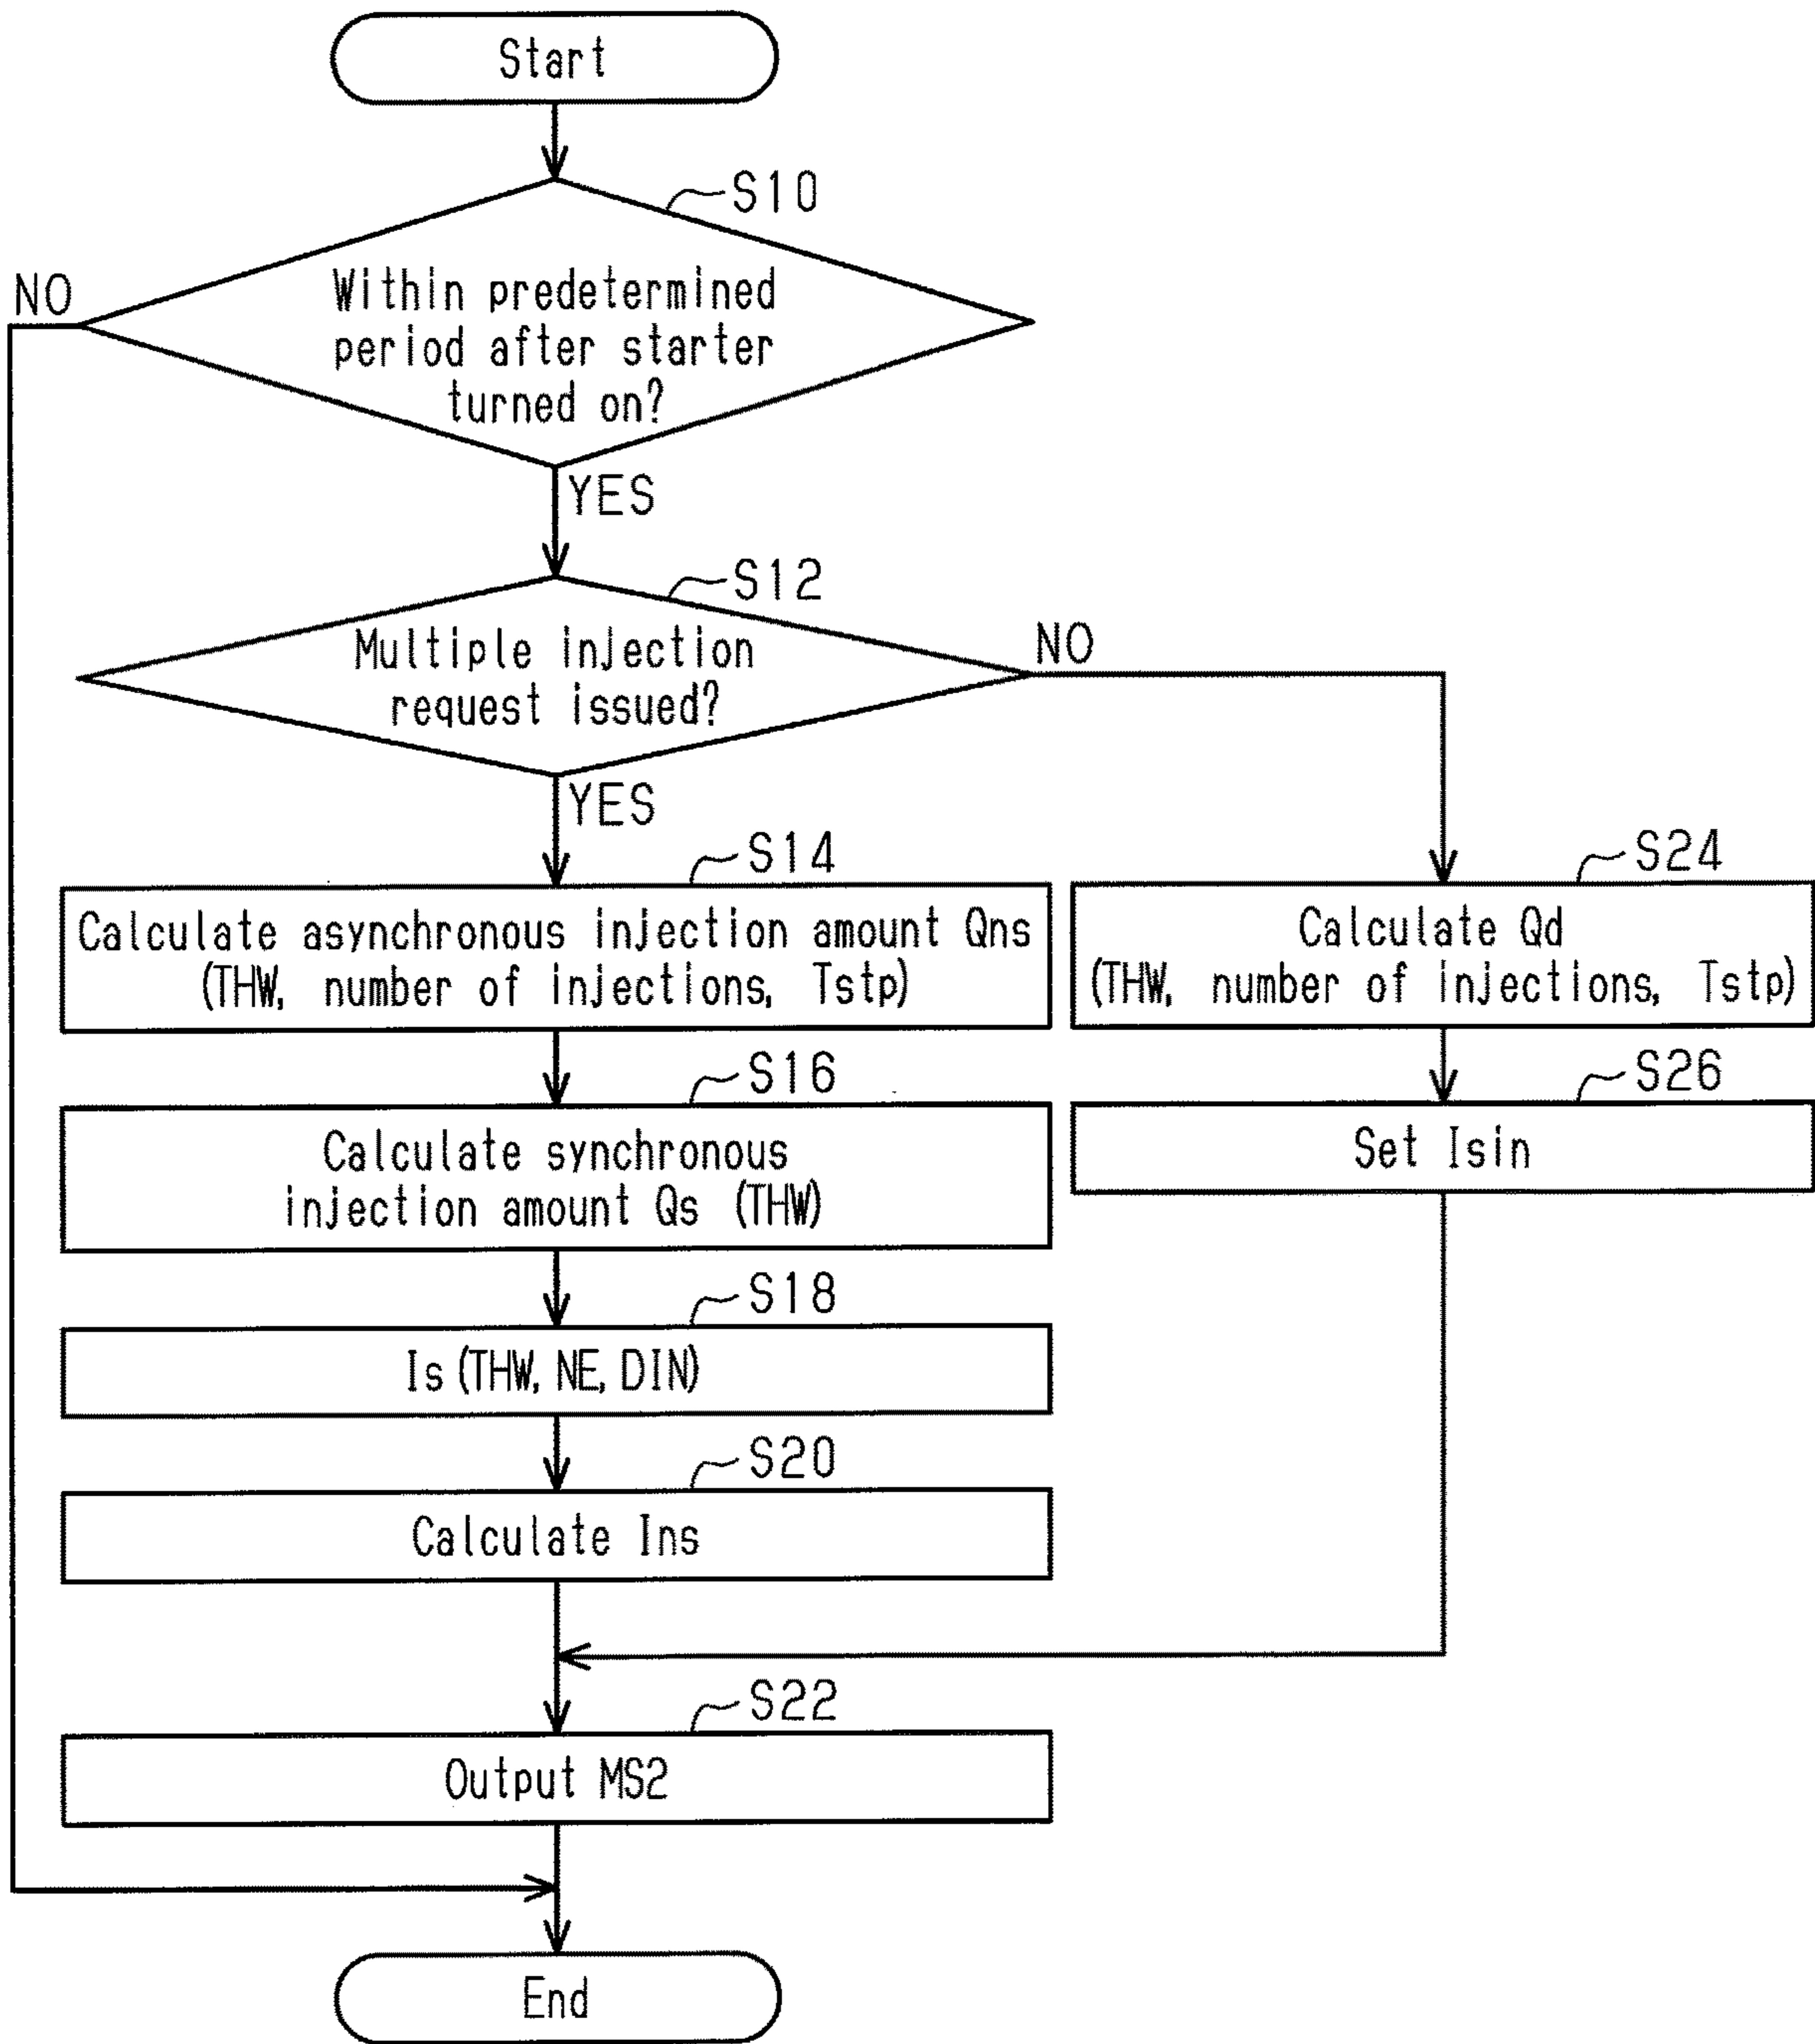 Start
S10
NO
Within predetermined
period after starter
turned on?
YES
S12
Multiple injection
request issued?
NO
YES
S14
Calculate asynchronous injection amount Qns
(THW, number of injections, Tstp)
S24
Calculate Qd
(THW, number of injections, Tstp)
S16
Calculate synchronous
injection amount Qs (THW)
S26
Set Isin
S18
Is (THW, NE, DIN)
S20
Calculate Ins
S22
Output MS2
End